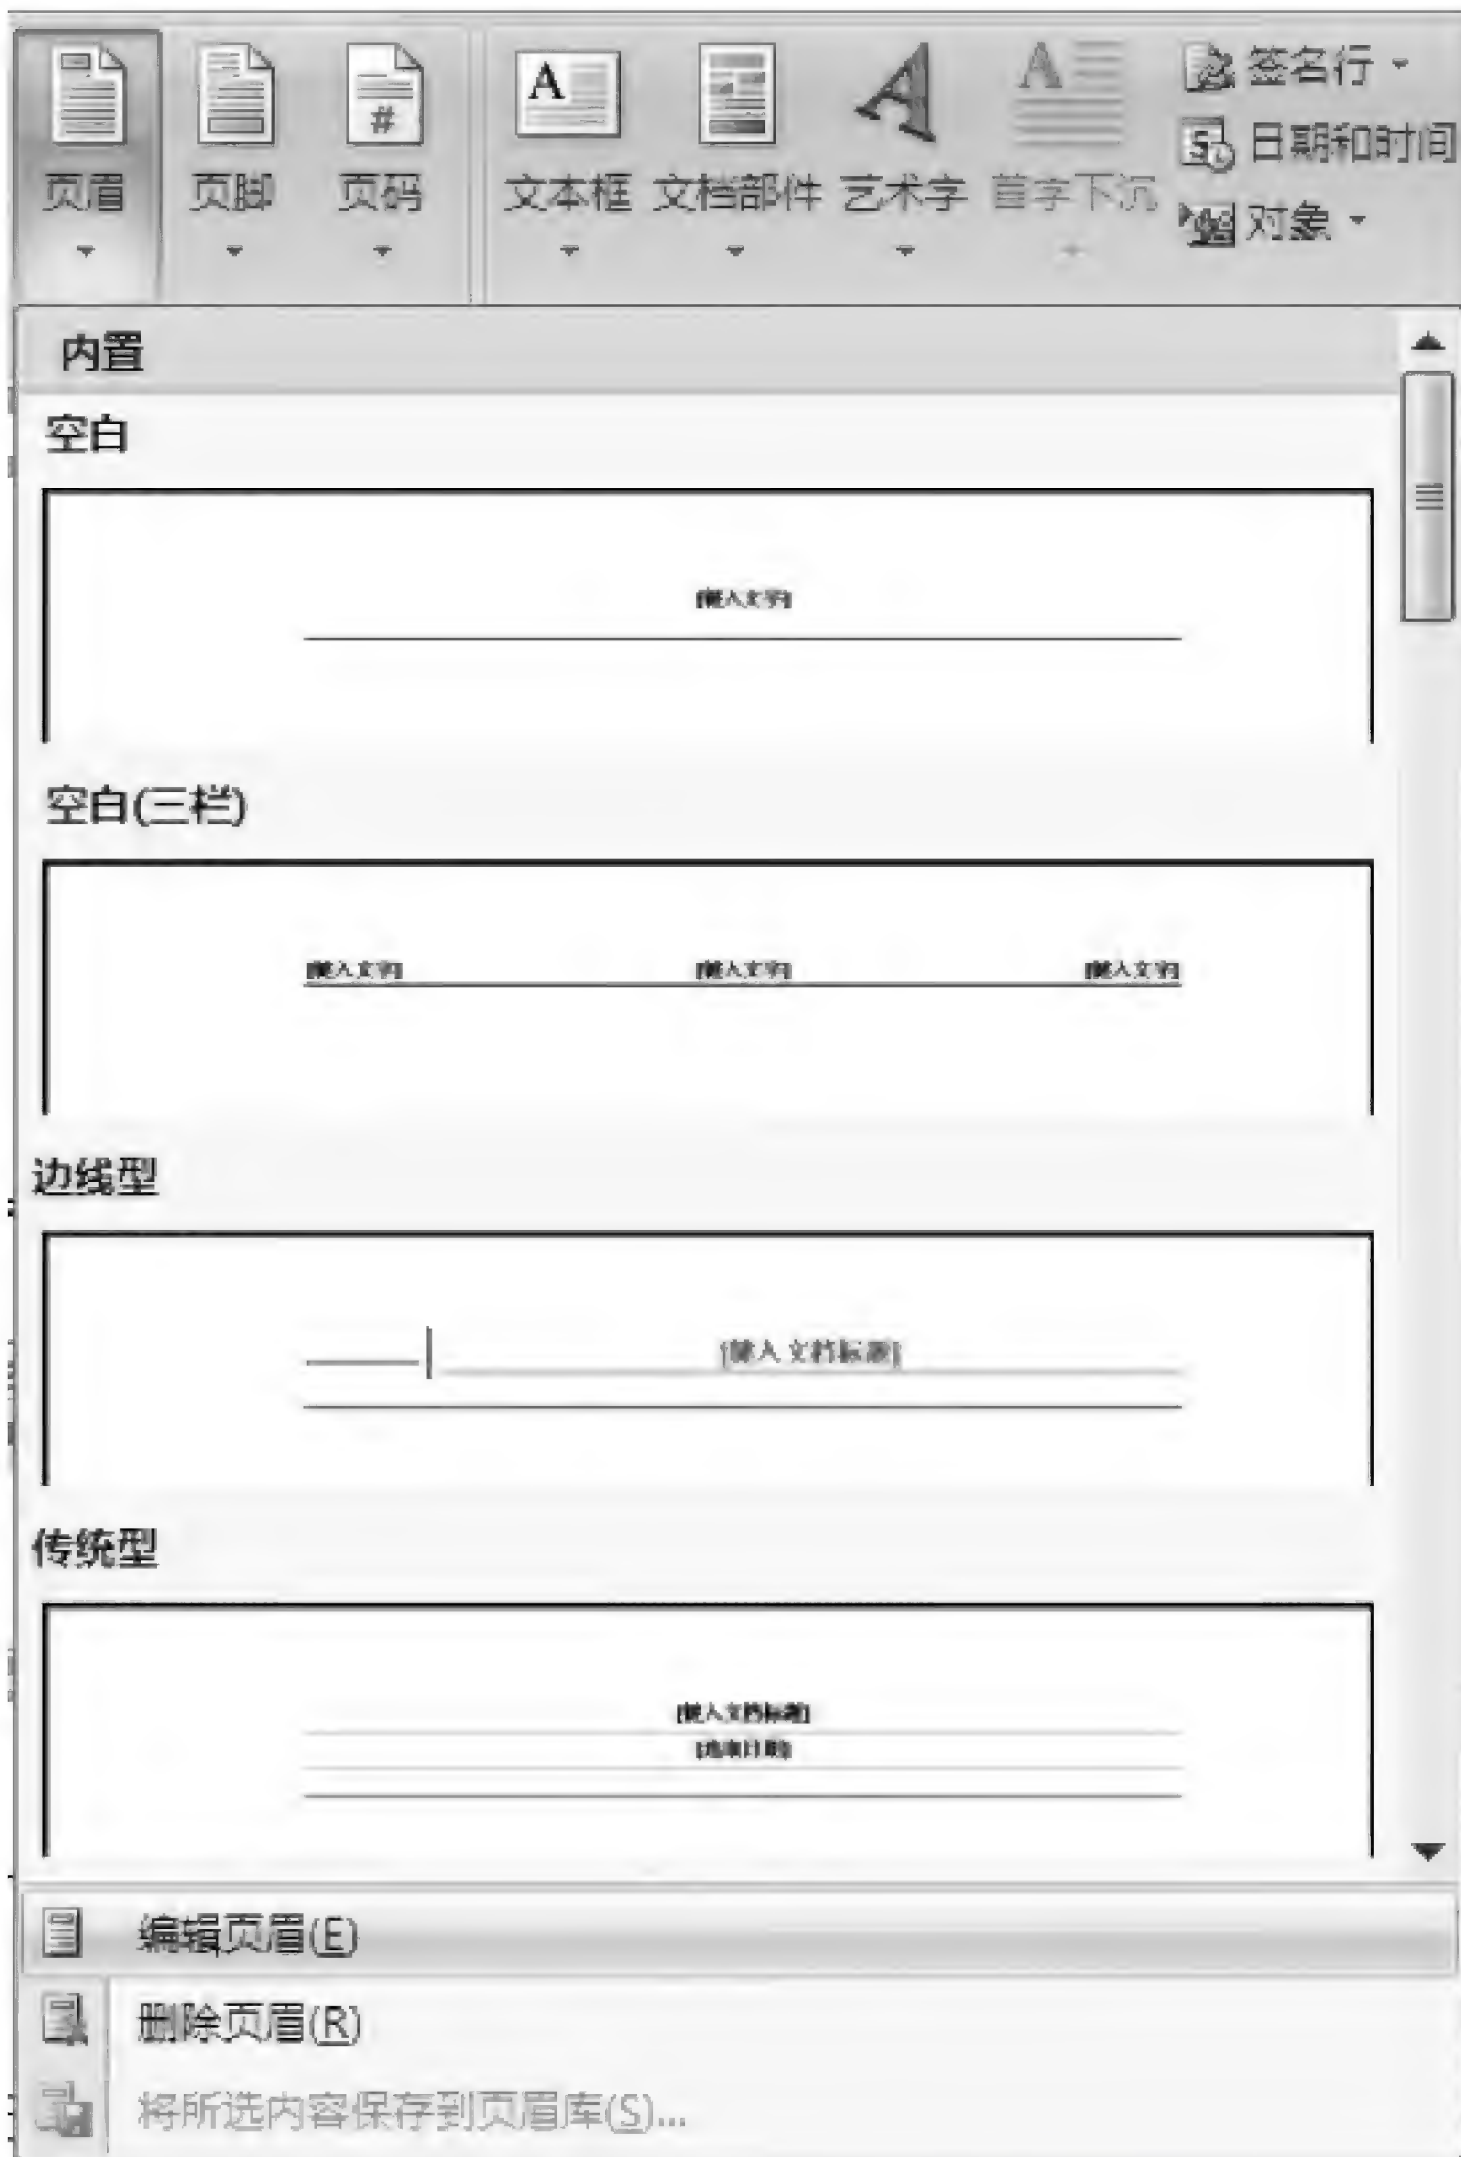 签名行
日期和时间
对象
页眉 页脚 页码 文本框 文档部件 艺术字 首字下沉
内置
空白
[键入文字]
空白(三栏)
[键入文字] [键入文字] [键入文字]
边线型
[键入文档标题]
传统型
[键入文档标题]
[选取日期]
编辑页眉(E)
删除页眉(R)
将所选内容保存到页眉库(S)...